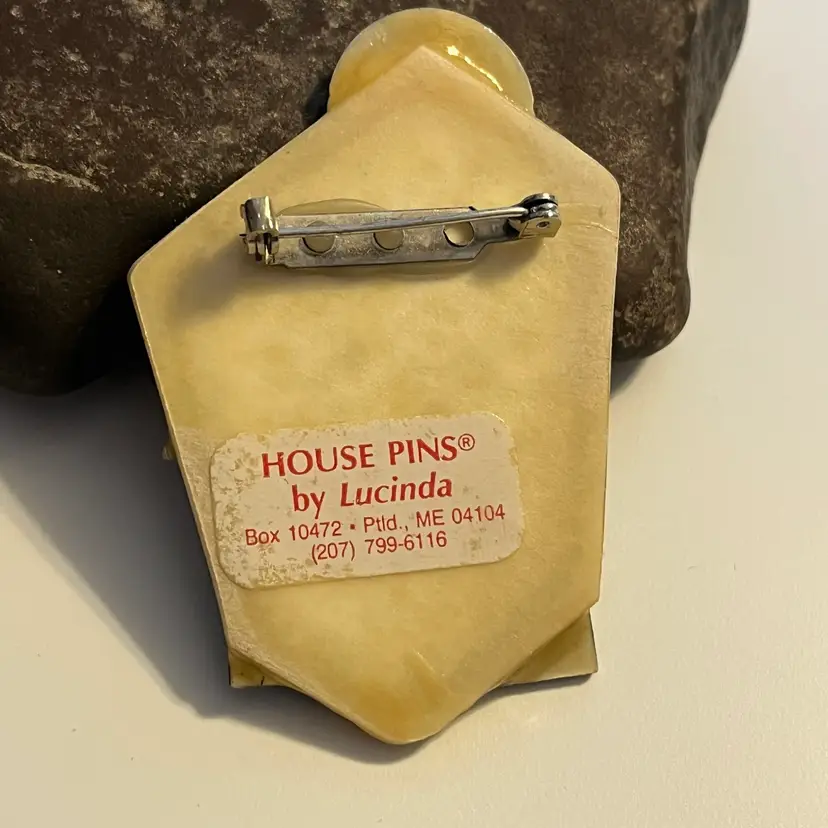 HOUSE PINS®
by Lucinda
Box 10472 • Ptld., ME 04104
(207) 799-6116